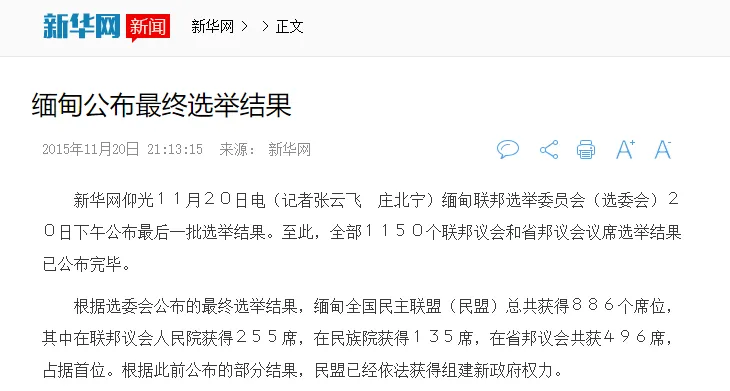 新华网 新闻 新华网 > > 正文
缅甸公布最终选举结果
2015年11月20日 21:13:15 来源： 新华网 A+ A-
新华网仰光１１月２０日电（记者张云飞　庄北宁）缅甸联邦选举委员会（选委会）２
０日下午公布最后一批选举结果。至此，全部１１５０个联邦议会和省邦议会议席选举结果
已公布完毕。
根据选委会公布的最终选举结果，缅甸全国民主联盟（民盟）总共获得８８６个席位，
其中在联邦议会人民院获得２５５席，在民族院获得１３５席，在省邦议会共获４９６席，
占据首位。根据此前公布的部分结果，民盟已经依法获得组建新政府权力。